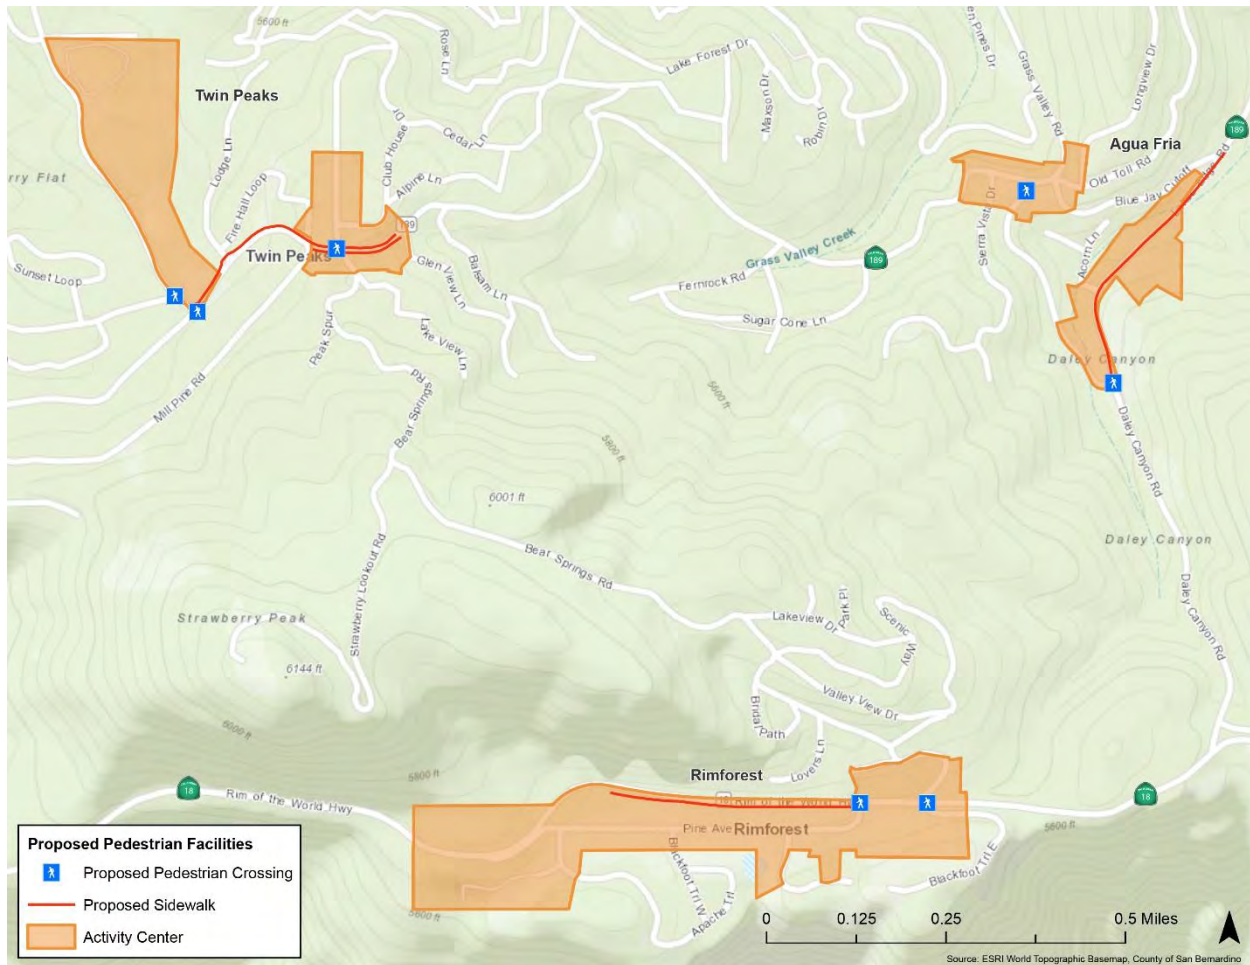 5600 ft
Rose Ln
Lake Forest Dr
Grass Valley Rd
Longview Dr
Maxson Dr
Robin Dr
189
Twin Peaks
Agua Fria
Club House Dr
Cedar Ln
Lodge Ln
Alpine Ln
Old Toll Rd
Blue Jay Cutoff
Fire Hall Loop
Sierra Vista Dr
189
Grass Valley Creek
189
Acorn Ln
Twin Peaks
Sunset Loop
Glen View Ln
Balsam Ln
Fernrock Rd
Sugar Cone Ln
Peak Spur
Lake View Ln
Daley Canyon
Mill Pine Rd
5600 ft
Bear Springs Rd
5800 ft
Daley Canyon Rd
6001 ft
Daley Canyon
Strawberry Lookout Rd
Bear Springs Rd
Daley Canyon Rd
Strawberry Peak
Lakeview Dr
Park Pl
Scenic Way
6144 ft
Valley View Dr
Bridal Path
6000 ft
Lovers Ln
5800 ft
Rimforest
18
Rim of the World Hwy
18
5600 ft
Pine Ave
Rimforest
Blackfoot Trl W
Apache Trl
Blackfoot Trl E
5600 ft
Proposed Pedestrian Facilities
Proposed Pedestrian Crossing
Proposed Sidewalk
Activity Center
0 0.125 0.25 0.5 Miles
Source: ESRI World Topographic Basemap, County of San Bernardino